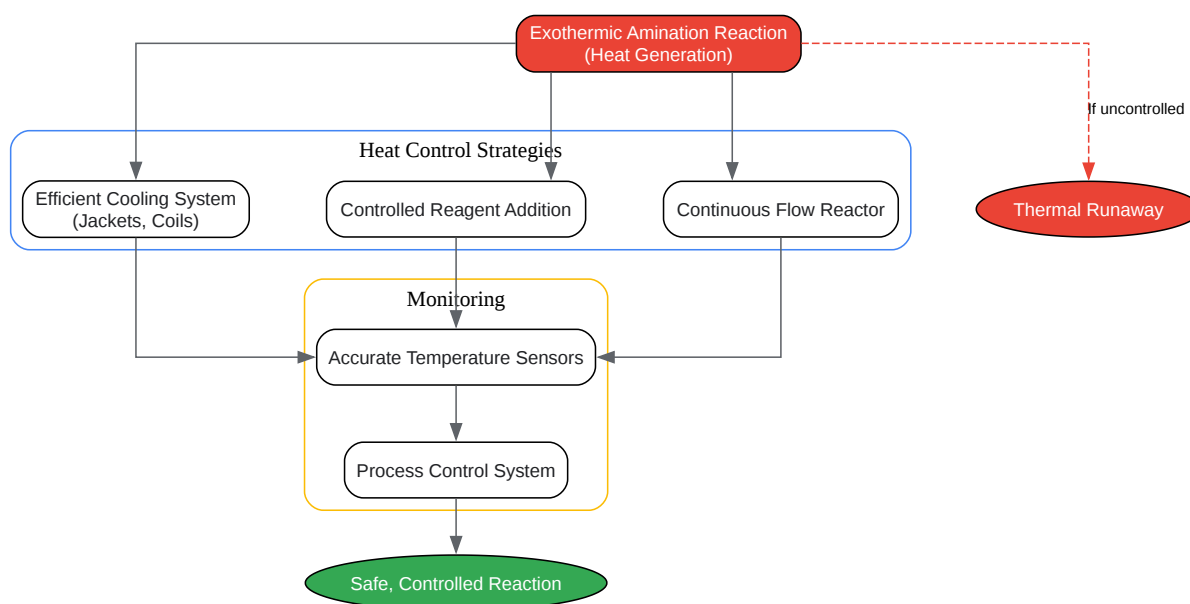 Exothermic Amination Reaction
(Heat Generation)
If uncontrolled
Heat Control Strategies
Efficient Cooling System
(Jackets, Coils)
Controlled Reagent Addition
Continuous Flow Reactor
Thermal Runaway
Monitoring
Accurate Temperature Sensors
Process Control System
Safe, Controlled Reaction